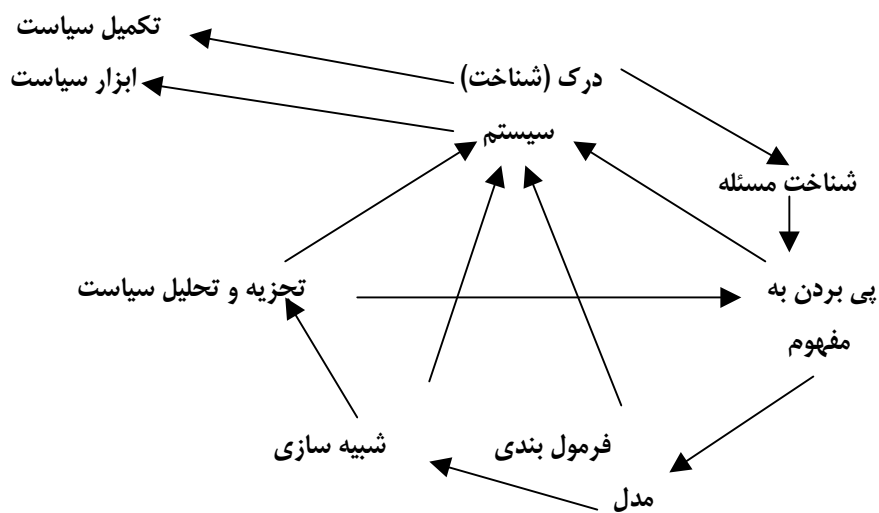 تکمیل سیاست
درک (شناخت)
ابزار سیاست
سیستم
شناخت مسئله
تجزیه و تحلیل سیاست
پی بردن به
مفهوم
شبیه سازی
فرمول بندی
مدل